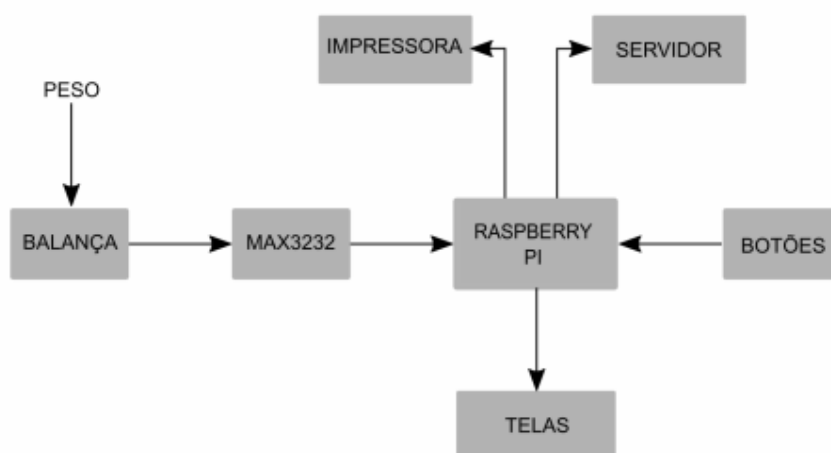 IMPRESSORA
SERVIDOR
PESO
BALANÇA
MAX3232
RASPBERRY
PI
BOTÕES
TELAS